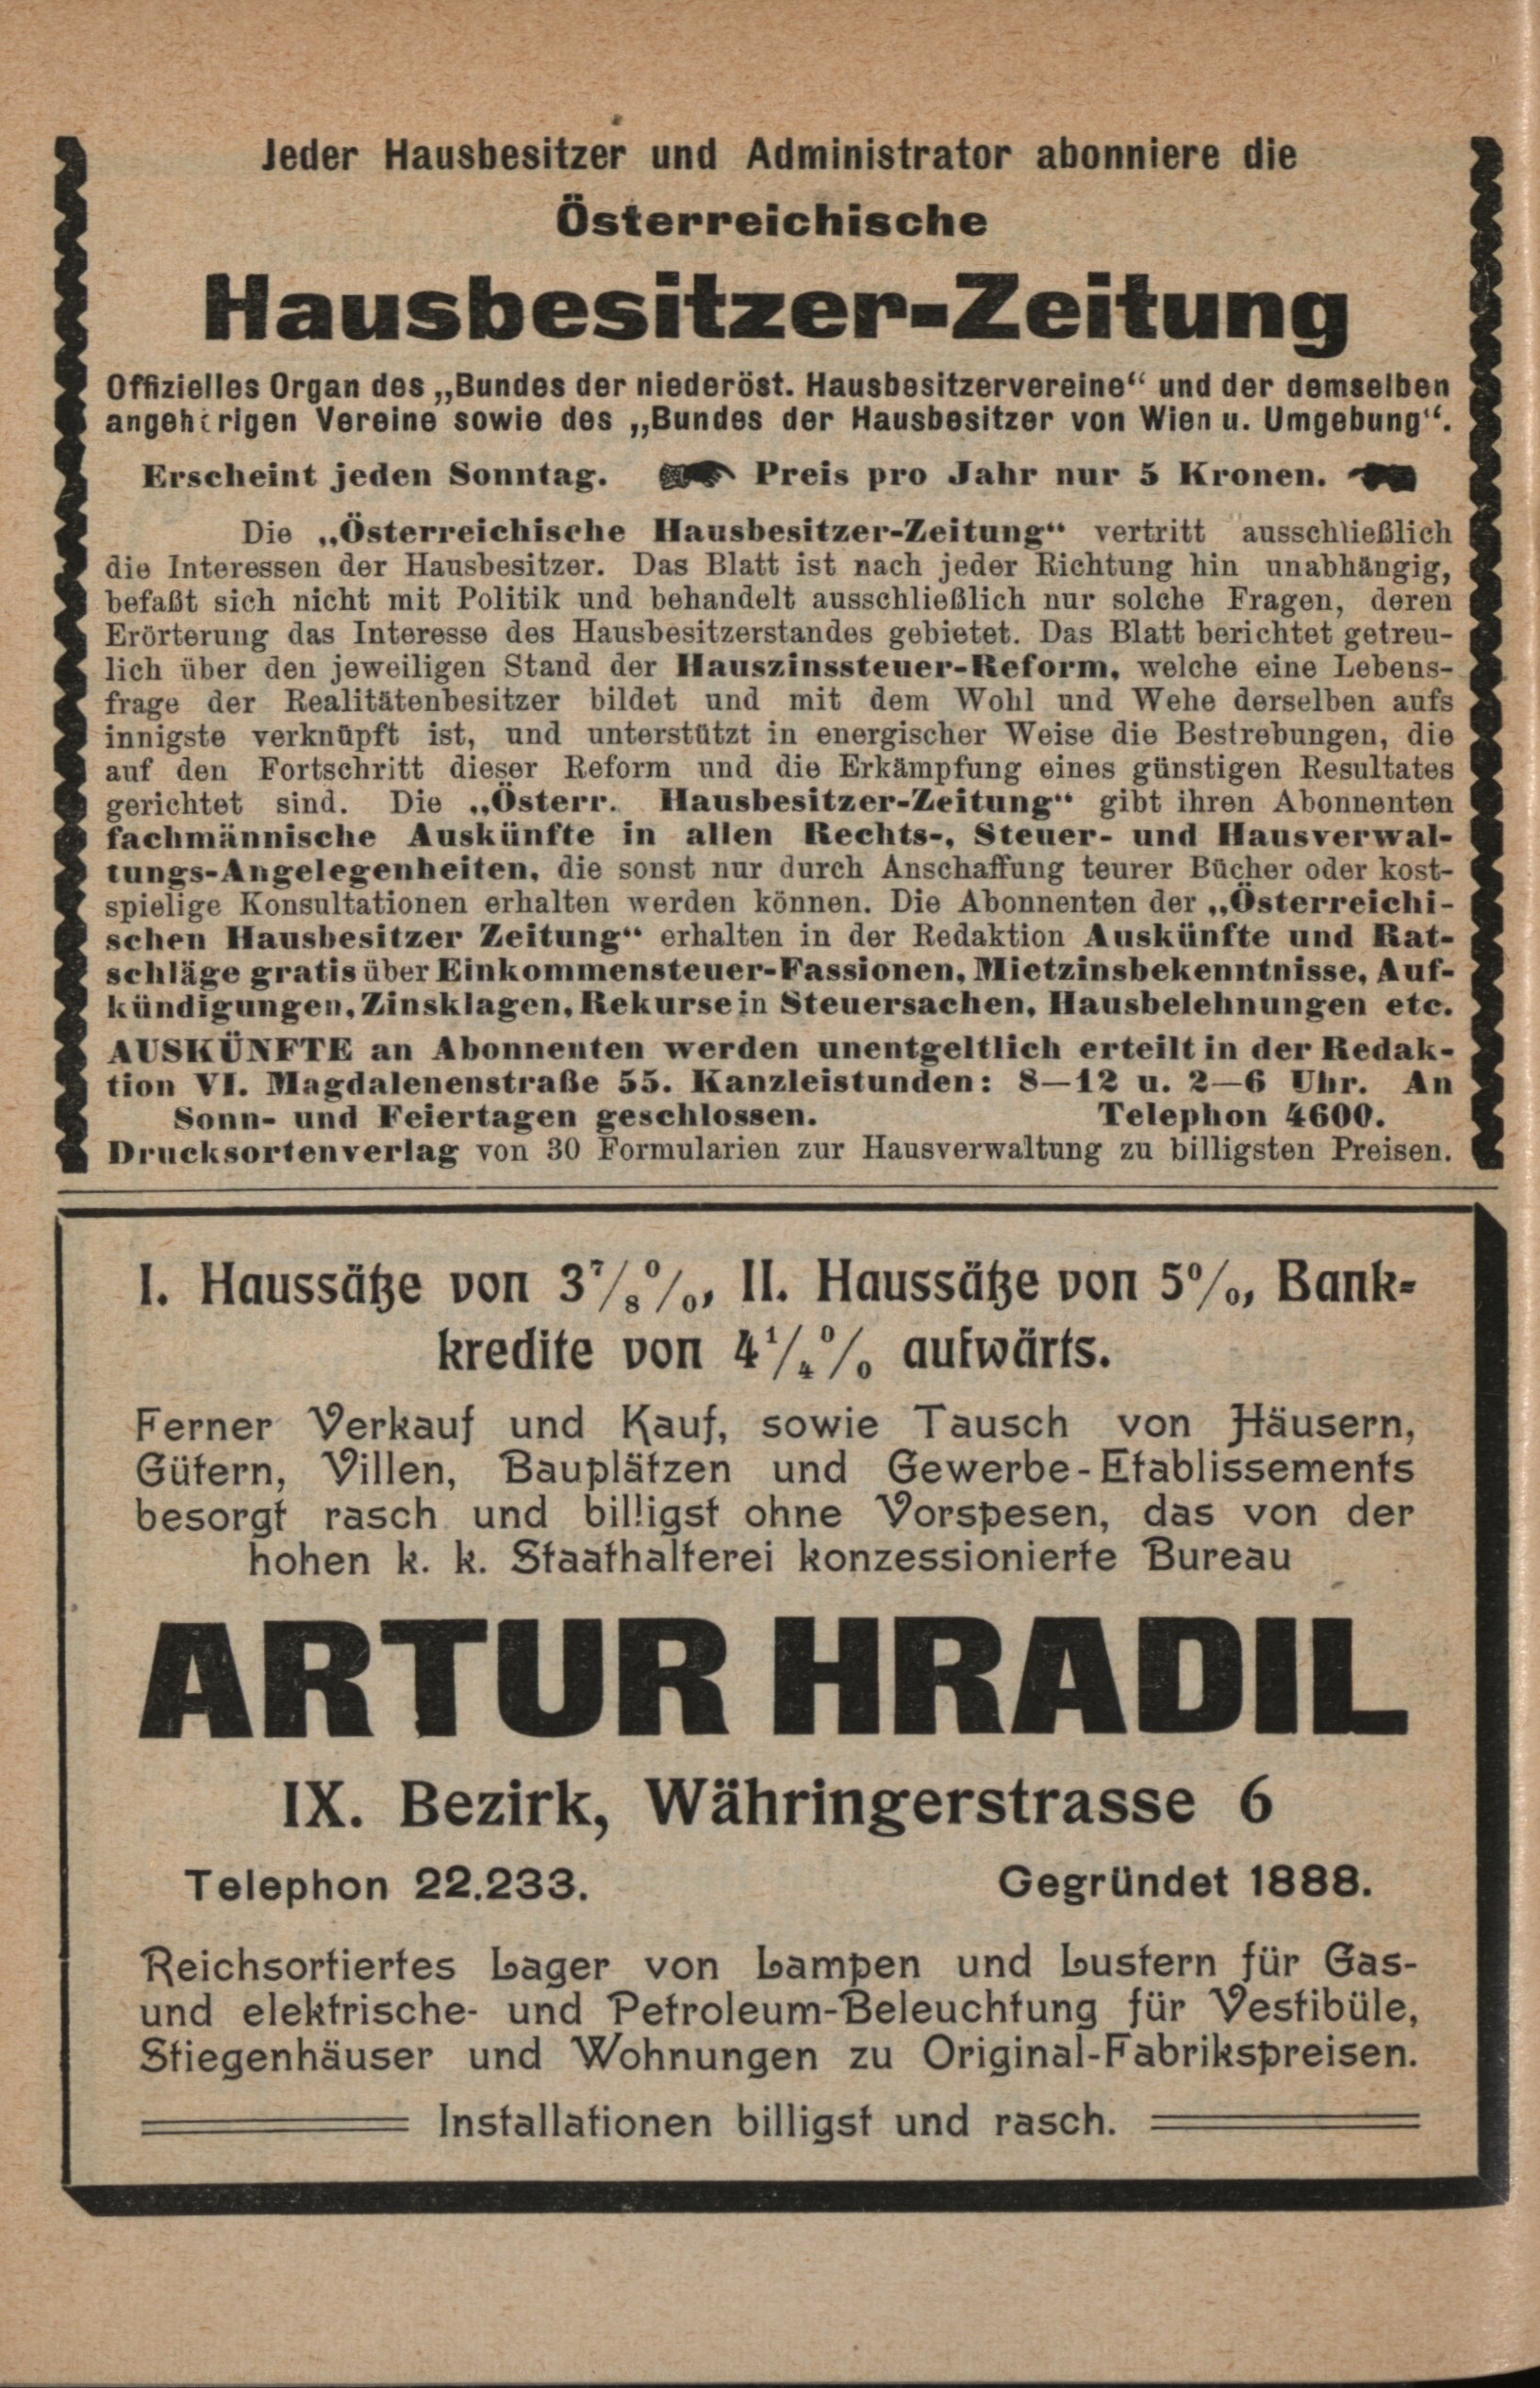 Jeder Hausbesitzer und Administrator abonniere die
Österreichische
Hausbesitzer-Zeitung
Offizielles Organ des „Bundes der niederöst. Hausbesitzervereine“ und der demselben
angehörigen Vereine sowie des „Bundes der Hausbesitzer von Wien u. Umgebung“.
Erscheint jeden Sonntag. ☛ Preis pro Jahr nur 5 Kronen. ☚
Die „Österreichische Hausbesitzer-Zeitung“ vertritt ausschließlich
die Interessen der Hausbesitzer. Das Blatt ist nach jeder Richtung hin unabhängig,
befaßt sich nicht mit Politik und behandelt ausschließlich nur solche Fragen, deren
Erörterung das Interesse des Hausbesitzerstandes gebietet. Das Blatt berichtet getreu-
lich über den jeweiligen Stand der Hauszinssteuer-Reform, welche eine Lebens-
frage der Realitätenbesitzer bildet und mit dem Wohl und Wehe derselben aufs
innigste verknüpft ist, und unterstützt in energischer Weise die Bestrebungen, die
auf den Fortschritt dieser Reform und die Erkämpfung eines günstigen Resultates
gerichtet sind. Die „Österr. Hausbesitzer-Zeitung“ gibt ihren Abonnenten
fachmännische Auskünfte in allen Rechts-, Steuer- und Hausverwal-
tungs-Angelegenheiten, die sonst nur durch Anschaffung teurer Bücher oder kost-
spielige Konsultationen erhalten werden können. Die Abonnenten der „Österreichi-
schen Hausbesitzer Zeitung“ erhalten in der Redaktion Auskünfte und Rat-
schläge gratis über Einkommensteuer-Fassionen, Mietzinsbekenntnisse, Auf-
kündigungen, Zinsklagen, Rekurse in Steuersachen, Hausbelehnungen etc.
AUSKÜNFTE an Abonnenten werden unentgeltlich erteilt in der Redak-
tion VI. Magdalenenstraße 55. Kanzleistunden: 8—12 u. 2—6 Uhr. An
Sonn- und Feiertagen geschlossen. Telephon 4600.
Drucksortenverlag von 30 Formularien zur Hausverwaltung zu billigsten Preisen.
I. Haussätze von 3⁷/₈⁰/₀, II. Haussätze von 5⁰/₀, Bank-
kredite von 4¹/₄⁰/₀ aufwärts.
Ferner Verkauf und Kauf, sowie Tausch von Häusern,
Gütern, Villen, Bauplätzen und Gewerbe-Etablissements
besorgt rasch und billigst ohne Vorspesen, das von der
hohen k. k. Staathalterei konzessionierte Bureau
ARTUR HRADIL
IX. Bezirk, Währingerstrasse 6
Telephon 22.233. Gegründet 1888.
Reichsortiertes Lager von Lampen und Lustern für Gas-
und elektrische- und Petroleum-Beleuchtung für Vestibüle,
Stiegenhäuser und Wohnungen zu Original-Fabrikspreisen.
Installationen billigst und rasch.